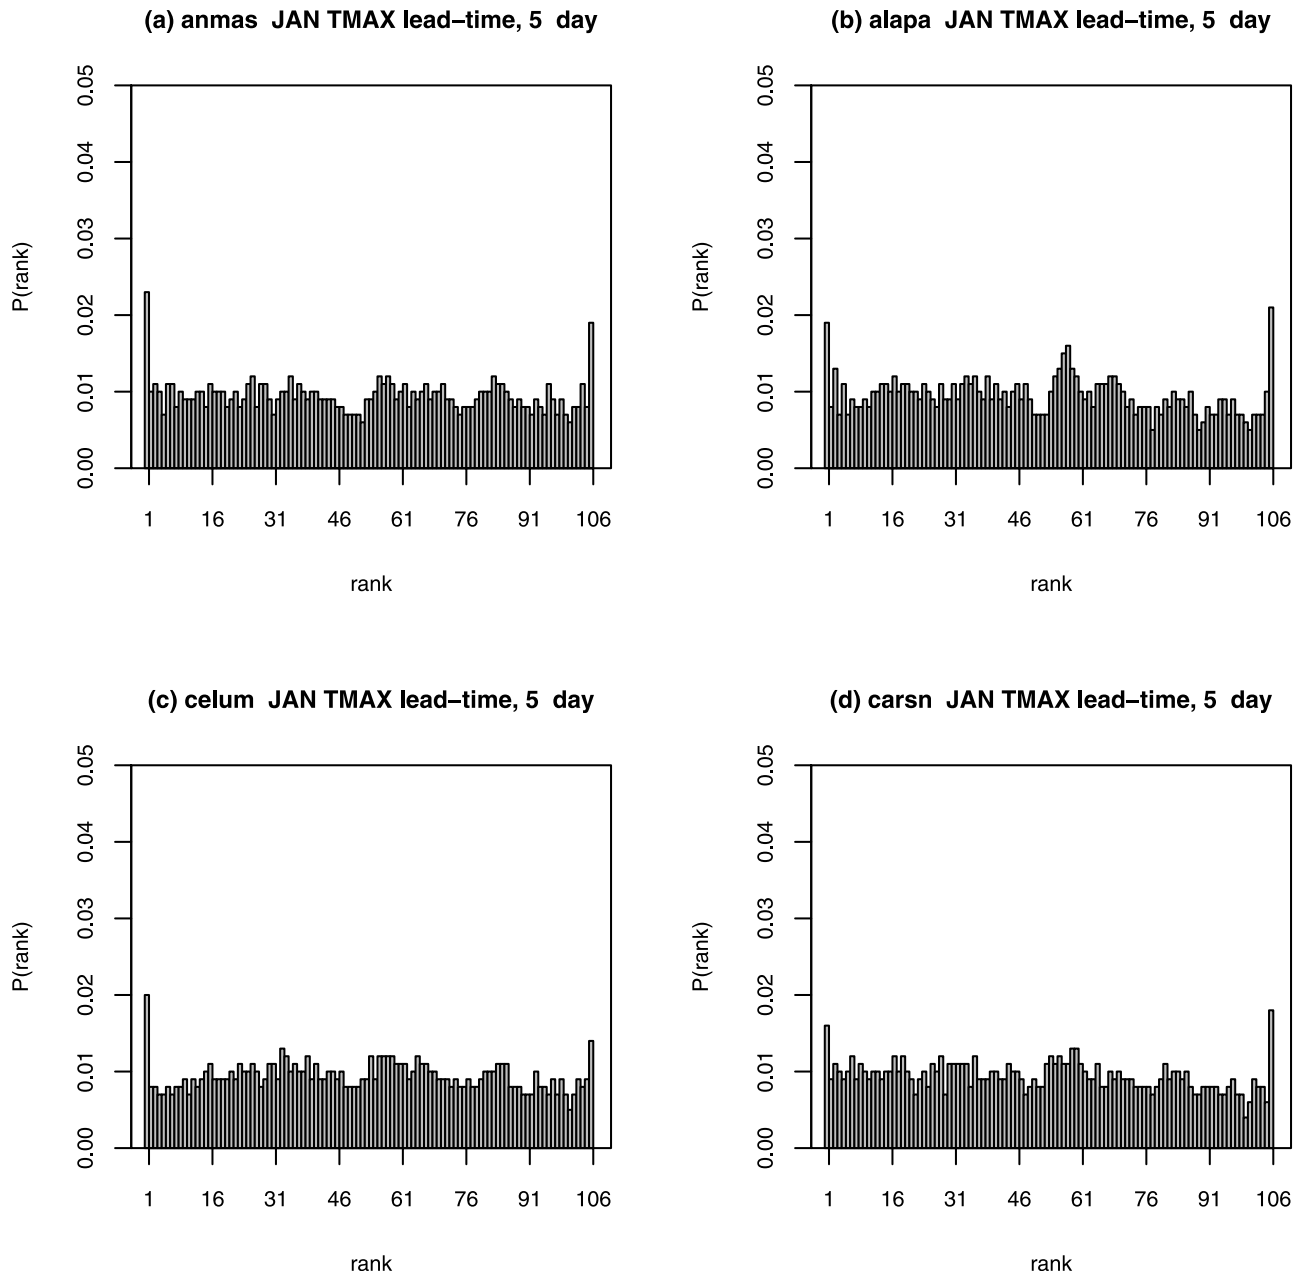 (a) anmas JAN TMAX lead−time, 5 day
0.05
0.04
0.03
0.02
0.01
0.00
P(rank)
1 16 31 46 61 76 91 106
rank
(b) alapa JAN TMAX lead−time, 5 day
0.05
0.04
0.03
0.02
0.01
0.00
P(rank)
1 16 31 46 61 76 91 106
rank
(c) celum JAN TMAX lead−time, 5 day
0.05
0.04
0.03
0.02
0.01
0.00
P(rank)
1 16 31 46 61 76 91 106
rank
(d) carsn JAN TMAX lead−time, 5 day
0.05
0.04
0.03
0.02
0.01
0.00
P(rank)
1 16 31 46 61 76 91 106
rank